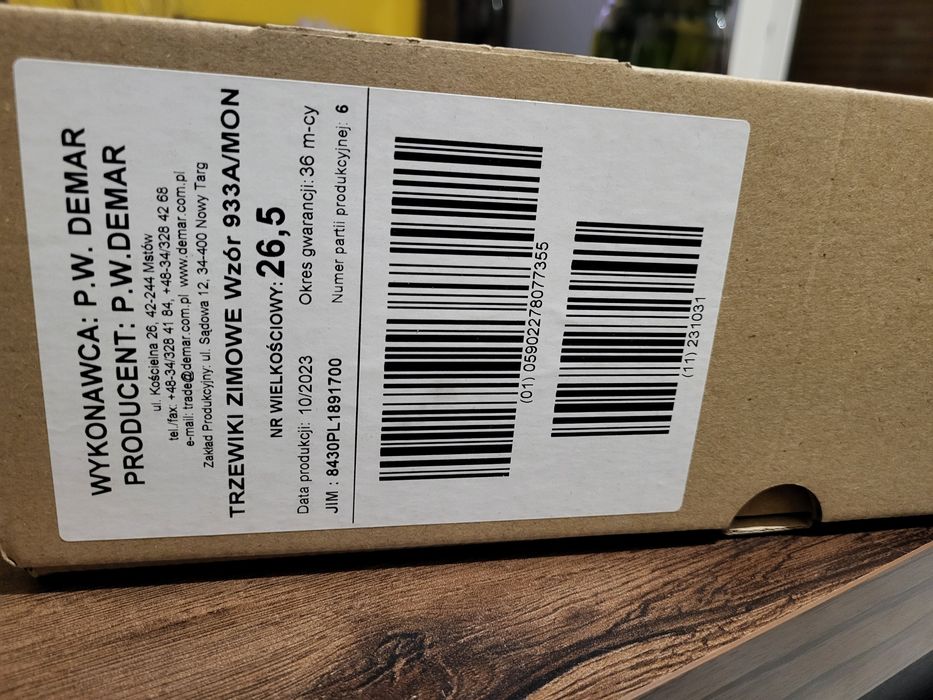 WYKONAWCA: P.W. DEMAR
PRODUCENT: P.W.DEMAR
ul. Kościelna 26, 42-244 Mstów
tel./fax: +48-34/328 41 84, +48-34/328 42 68
e-mail: trade@demar.com.pl www.demar.com.pl
Zakład Produkcyjny: ul. Sądowa 12, 34-400 Nowy Targ
TRZEWIKI ZIMOWE Wzór 933A/MON
NR WIELKOŚCIOWY: 26,5
Data produkcji: 10/2023 Okres gwarancji: 36 m-cy
JIM : 8430PL1891700 Numer partii produkcyjnej: 6
(01) 05902278077355
(11) 231031